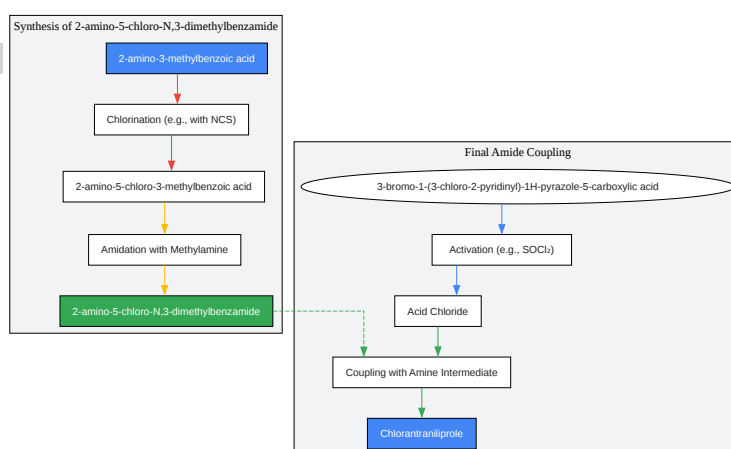 Synthesis of 2-amino-5-chloro-N,3-dimethylbenzamide
2-amino-3-methylbenzoic acid
Chlorination (e.g., with NCS)
2-amino-5-chloro-3-methylbenzoic acid
Amidation with Methylamine
2-amino-5-chloro-N,3-dimethylbenzamide
Final Amide Coupling
3-bromo-1-(3-chloro-2-pyridinyl)-1H-pyrazole-5-carboxylic acid
Activation (e.g., SOCl₂)
Acid Chloride
Coupling with Amine Intermediate
Chlorantraniliprole